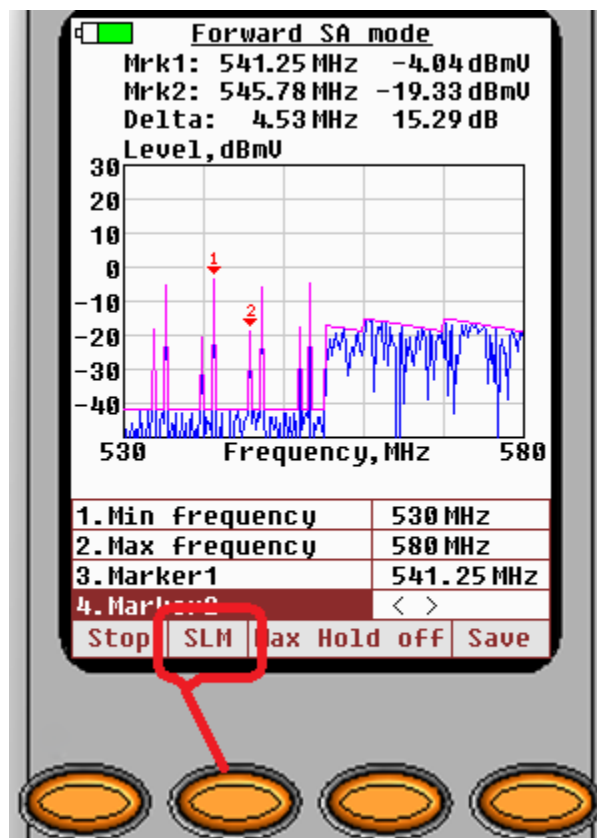 Forward SA mode
Mrk1: 541.25 MHz -4.04 dBmV
Mrk2: 545.78 MHz -19.33 dBmV
Delta: 4.53 MHz 15.29 dB
Level,dBmV
30
20
10
0
-10
-20
-30
-40
1
2
530 Frequency,MHz 580
1.Min frequency 530 MHz
2.Max frequency 580 MHz
3.Marker1 541.25 MHz
4.Marker2 < >
Stop SLM Max Hold off Save